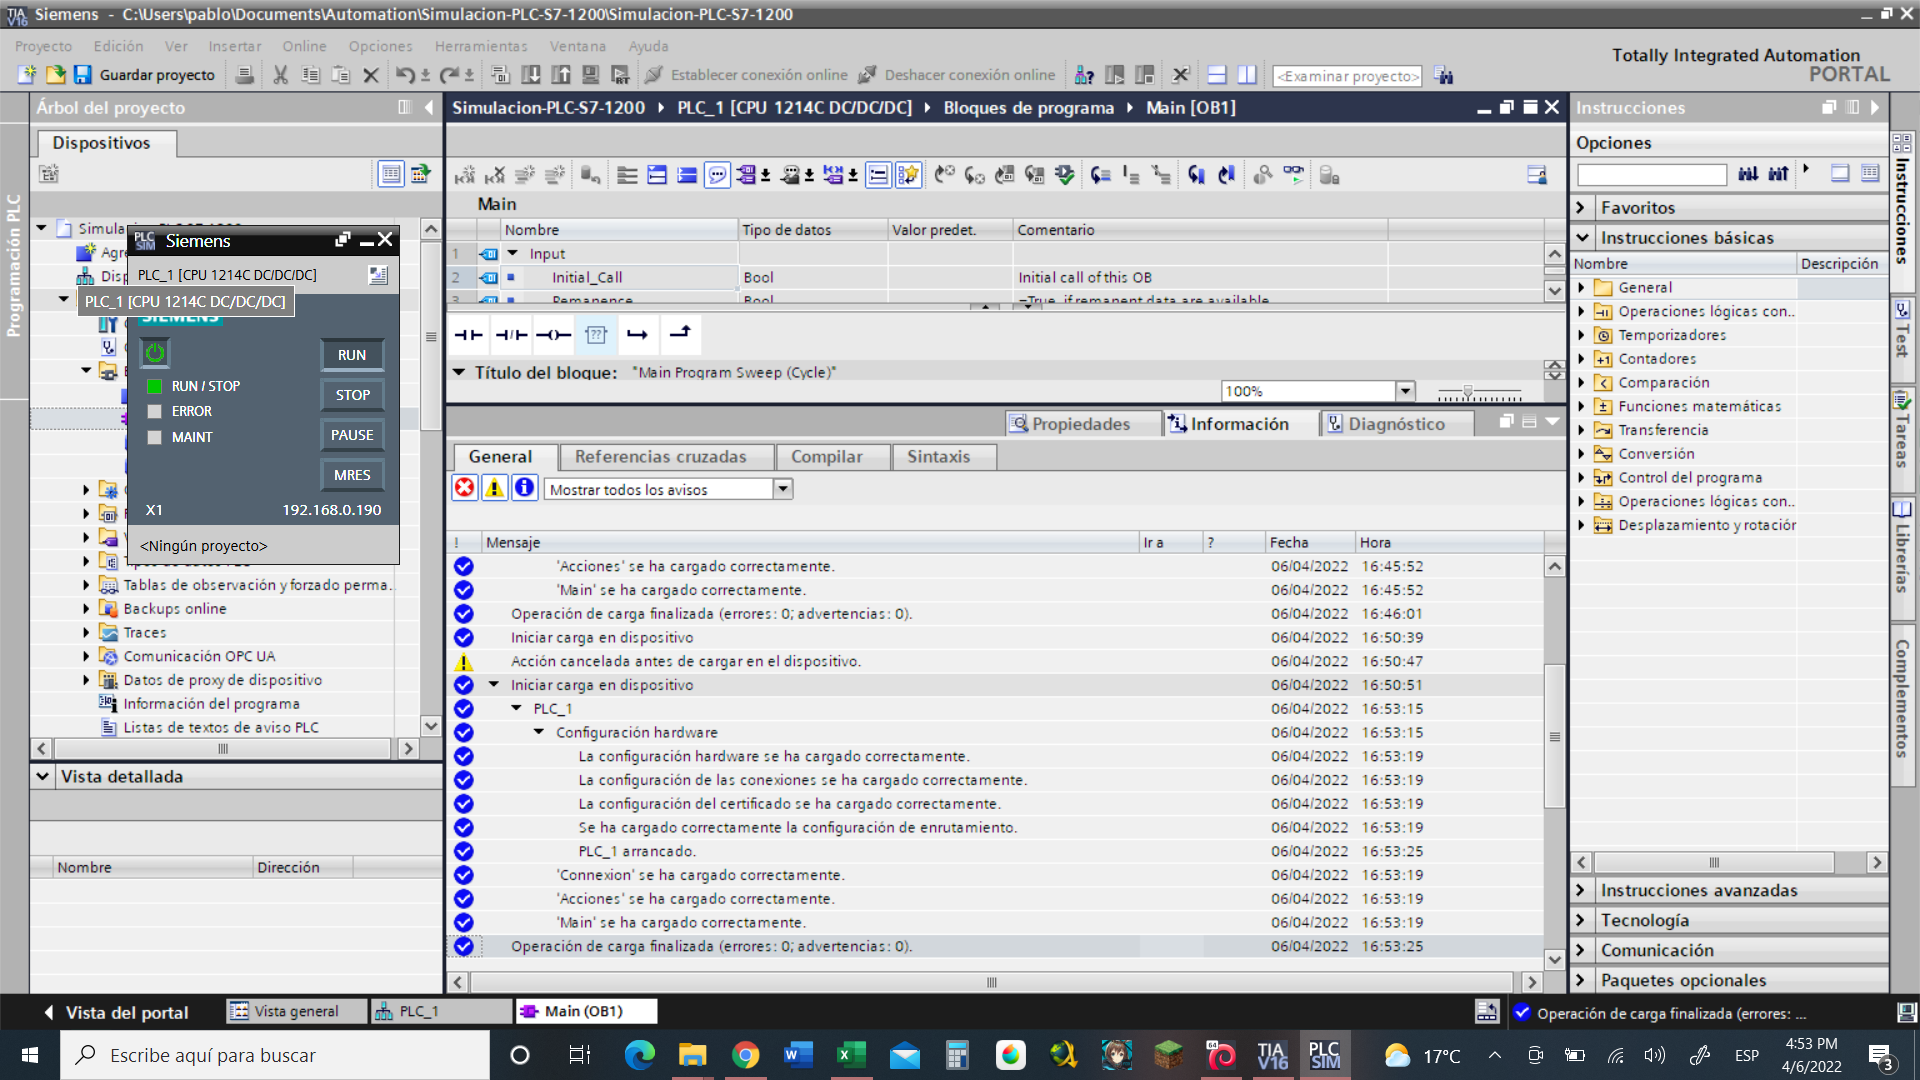 Siemens - C:\Users\pablo\Documents\Automation\Simulacion-PLC-S7-1200\Simulacion-PLC-S7-1200
Proyecto Edición Ver Insertar Online Opciones Herramientas Ventana Ayuda
Totally Integrated Automation
PORTAL
Guardar proyecto
Establecer conexión online
Deshacer conexión online
<Examinar proyecto>
Árbol del proyecto
Simulacion-PLC-S7-1200 PLC_1 [CPU 1214C DC/DC/DC] Bloques de programa Main [OB1]
Instrucciones
Dispositivos
Opciones
Programación PLC
Siemens
PLC SIM
PLC_1 [CPU 1214C DC/DC/DC]
PLC_1 [CPU 1214C DC/DC/DC]
SIEMENS
RUN
RUN / STOP
STOP
ERROR
PAUSE
MAINT
MRES
X1 192.168.0.190
<Ningún proyecto>
Tablas de observación y forzado perma...
Backups online
Traces
Comunicación OPC UA
Datos de proxy de dispositivo
Información del programa
Listas de textos de aviso PLC
Vista detallada
Nombre Dirección
Main
Nombre Tipo de datos Valor predet. Comentario
1 Input
2 Initial_Call Bool Initial call of this OB
3 Remanence Bool =True, if remanent data are available
??
Título del bloque: "Main Program Sweep (Cycle)"
100%
Propiedades Información Diagnóstico
General Referencias cruzadas Compilar Sintaxis
Mostrar todos los avisos
! Mensaje Ir a ? Fecha Hora
'Acciones' se ha cargado correctamente. 06/04/2022 16:45:52
'Main' se ha cargado correctamente. 06/04/2022 16:45:52
Operación de carga finalizada (errores: 0; advertencias: 0). 06/04/2022 16:46:01
Iniciar carga en dispositivo 06/04/2022 16:50:39
Acción cancelada antes de cargar en el dispositivo. 06/04/2022 16:50:47
Iniciar carga en dispositivo 06/04/2022 16:50:51
PLC_1 06/04/2022 16:53:15
Configuración hardware 06/04/2022 16:53:15
La configuración hardware se ha cargado correctamente. 06/04/2022 16:53:19
La configuración de las conexiones se ha cargado correctamente. 06/04/2022 16:53:19
La configuración del certificado se ha cargado correctamente. 06/04/2022 16:53:19
Se ha cargado correctamente la configuración de enrutamiento. 06/04/2022 16:53:19
PLC_1 arrancado. 06/04/2022 16:53:25
'Connexion' se ha cargado correctamente. 06/04/2022 16:53:19
'Acciones' se ha cargado correctamente. 06/04/2022 16:53:19
'Main' se ha cargado correctamente. 06/04/2022 16:53:19
Operación de carga finalizada (errores: 0; advertencias: 0). 06/04/2022 16:53:25
Favoritos
Instrucciones básicas
Nombre Descripción
General
Operaciones lógicas con..
Temporizadores
Contadores
Comparación
Funciones matemáticas
Transferencia
Conversión
Control del programa
Operaciones lógicas con..
Desplazamiento y rotación
Instrucciones avanzadas
Tecnología
Comunicación
Paquetes opcionales
Instrucciones
Test
Tareas
Librerías
Complementos
Vista del portal
Vista general
PLC_1
Main (OB1)
Operación de carga finalizada (errores: ...
Escribe aquí para buscar
TIA V16
PLC SIM
17°C
ESP
4:53 PM
4/6/2022
3